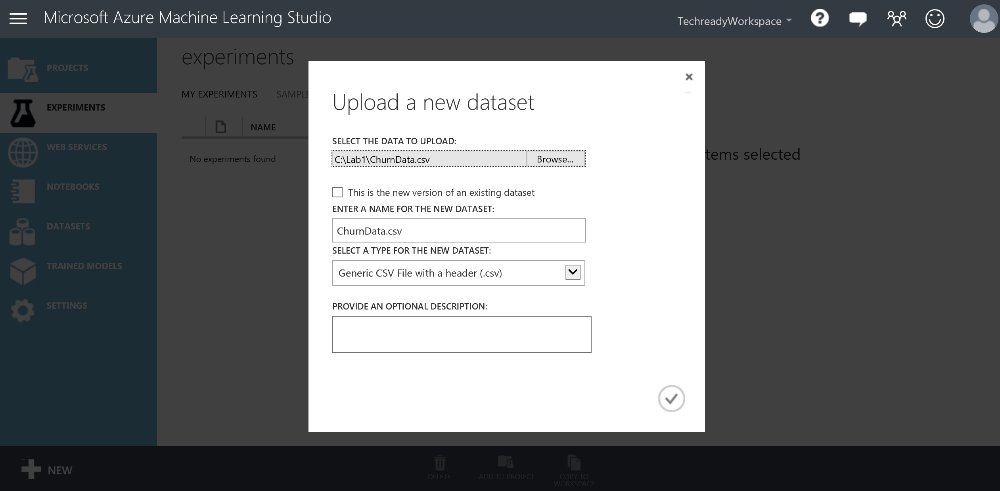 Microsoft Azure Machine Learning Studio
TechreadyWorkspace
?
PROJECTS
EXPERIMENTS
WEB SERVICES
NOTEBOOKS
DATASETS
TRAINED MODELS
SETTINGS
experiments
MY EXPERIMENTS
SAMPLE
NAME
No experiments found
tems selected
Upload a new dataset
SELECT THE DATA TO UPLOAD:
C:\Lab1\ChurnData.csv
Browse...
This is the new version of an existing dataset
ENTER A NAME FOR THE NEW DATASET:
ChurnData.csv
SELECT A TYPE FOR THE NEW DATASET:
Generic CSV File with a header (.csv)
PROVIDE AN OPTIONAL DESCRIPTION:
NEW
DELETE
ADD TO PROJECT
COPY TO
WORKSPACE